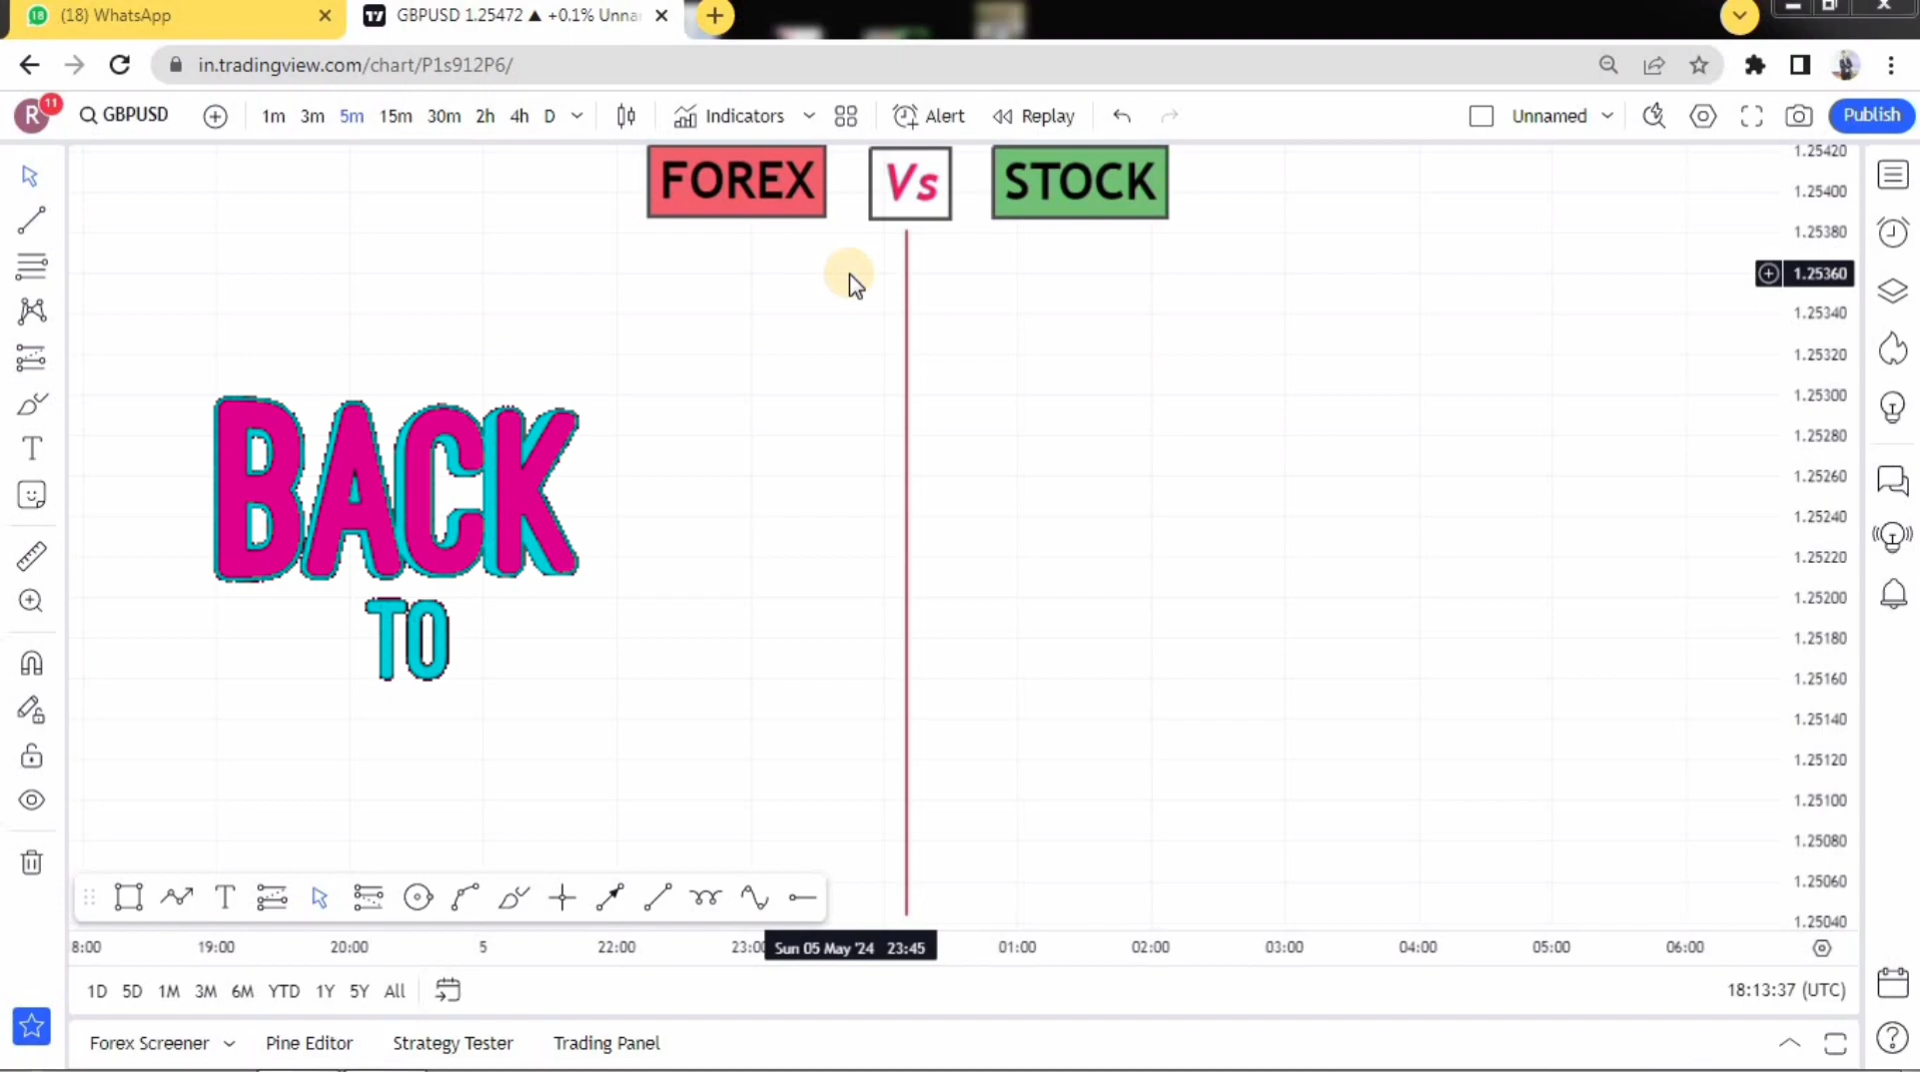 18 (18) WhatsApp
GBPUSD 1.25472 ▲ +0.1% Unna
in.tradingview.com/chart/P1s912P6/
R 11 GBPUSD 1m 3m 5m 15m 30m 2h 4h D Indicators Alert Replay Unnamed Publish
FOREX Vs STOCK
1.25420
1.25400
1.25380
1.25360
1.25340
1.25320
1.25300
1.25280
1.25260
1.25240
1.25220
1.25200
1.25180
1.25160
1.25140
1.25120
1.25100
1.25080
1.25060
1.25040
BACK
TO
8:00 19:00 20:00 5 22:00 23:00 Sun 05 May '24 23:45 01:00 02:00 03:00 04:00 05:00 06:00
1D 5D 1M 3M 6M YTD 1Y 5Y All 18:13:37 (UTC)
Forex Screener Pine Editor Strategy Tester Trading Panel